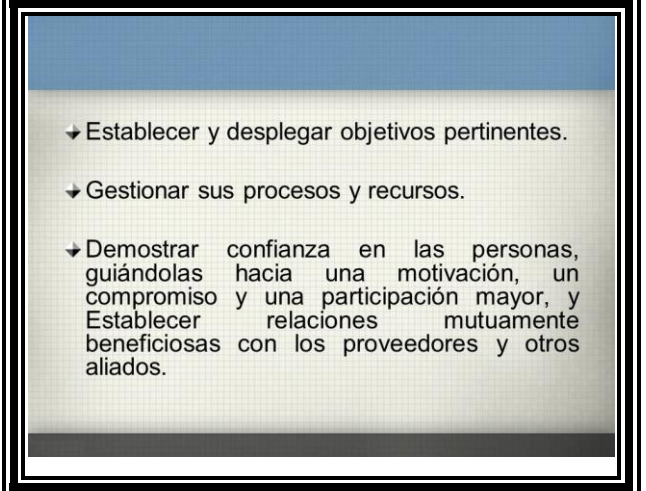 Establecer y desplegar objetivos pertinentes.
Gestionar sus procesos y recursos.
Demostrar confianza en las personas,
guiándolas hacia una motivación, un
compromiso y una participación mayor, y
Establecer relaciones mutuamente
beneficiosas con los proveedores y otros
aliados.